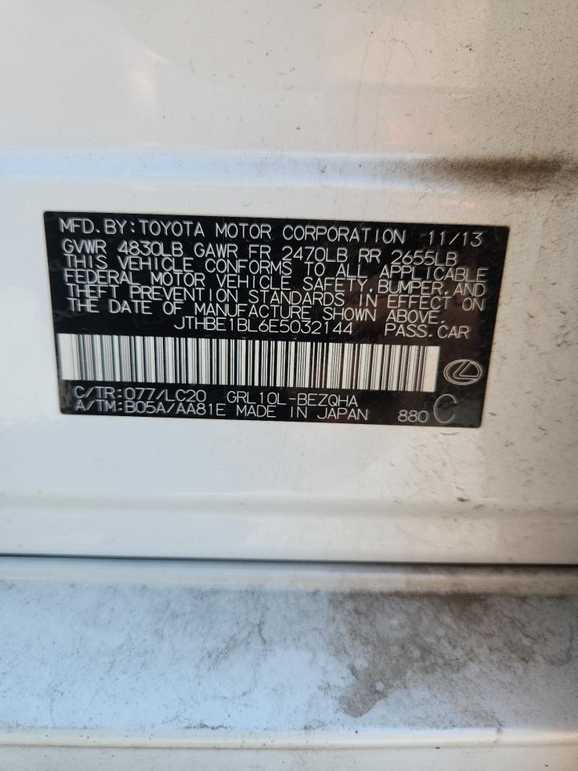 MFD.BY:TOYOTA MOTOR CORPORATION 11/13
GVWR 4830LB GAWR FR 2470LB RR 2655LB
THIS VEHICLE CONFORMS TO ALL APPLICABLE
FEDERAL MOTOR VEHICLE SAFETY,BUMPER,AND
THEFT PREVENTION STANDARDS IN EFFECT ON
THE DATE OF MANUFACTURE SHOWN ABOVE.
JTHBE1BL6E5032144 PASS.CAR
C/TR:077/LC20 GRL10L-BEZQHA
A/TM:B05A/AA81E MADE IN JAPAN 880 C